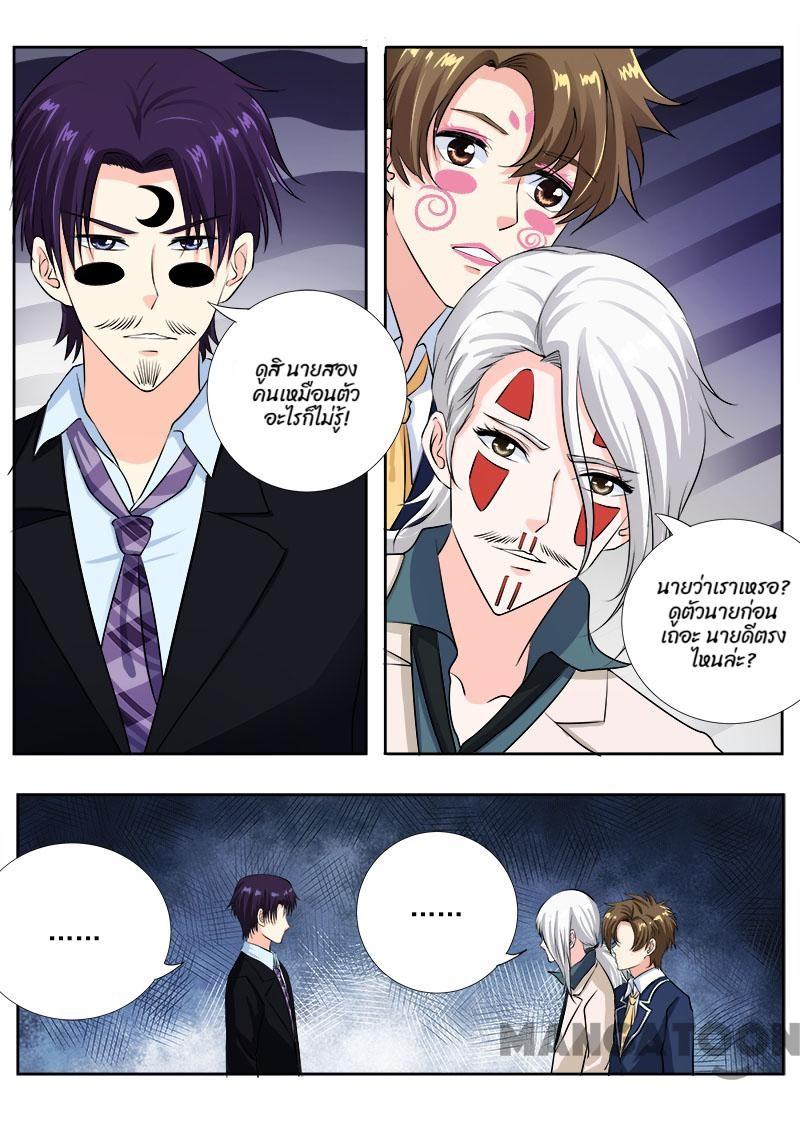 ดูสิ นายสอง
คนเหมือนตัว
อะไรก็ไม่รู้!
นายว่าเราเหรอ?
ดูตัวนายก่อน
เถอะ นายดีตรง
ไหนล่ะ?
......
......
MANGATOON